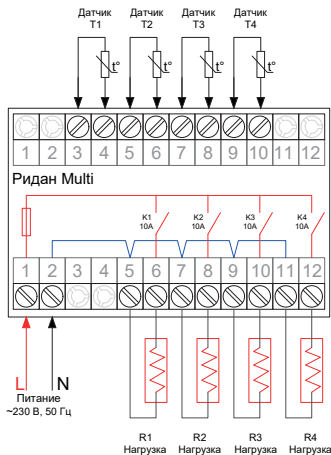 Датчик Датчик Датчик Датчик
T1 T2 T3 T4
t° t° t° t°
1 2 3 4 5 6 7 8 9 10 11 12
Ридан Multi
K1 K2 K3 K4
10A 10A 10A 10A
1 2 3 4 5 6 7 8 9 10 11 12
L N
Питание
~230 В, 50 Гц
R1 R2 R3 R4
Нагрузка Нагрузка Нагрузка Нагрузка